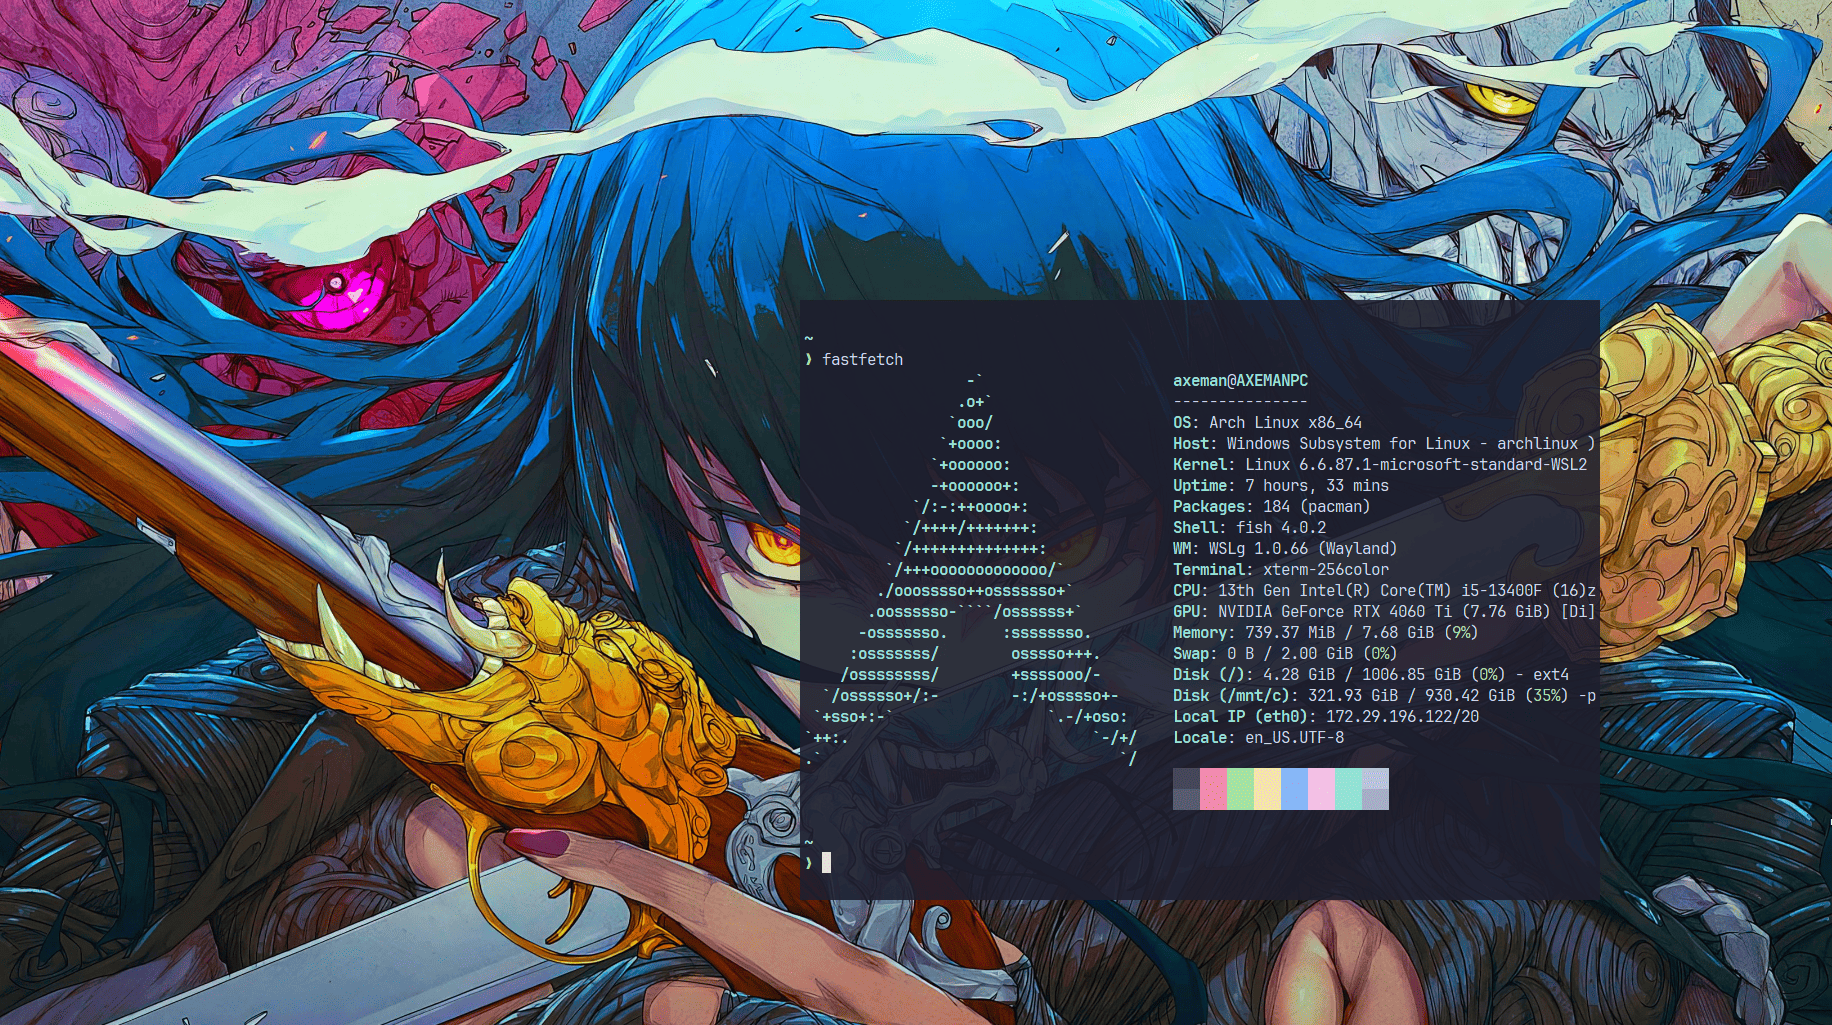 ~
❯ fastfetch
                  -`                     axeman@AXEMANPC
                 .o+`                    ---------------
                `ooo/                    OS: Arch Linux x86_64
               `+oooo:                   Host: Windows Subsystem for Linux - archlinux )
              `+oooooo:                  Kernel: Linux 6.6.87.1-microsoft-standard-WSL2
              -+oooooo+:                 Uptime: 7 hours, 33 mins
            `/:-:++oooo+:                Packages: 184 (pacman)
           `/++++/+++++++:               Shell: fish 4.0.2
          `/++++++++++++++:              WM: WSLg 1.0.66 (Wayland)
         `/+++ooooooooooooo/`            Terminal: xterm-256color
        ./ooosssso++osssssso+`           CPU: 13th Gen Intel(R) Core(TM) i5-13400F (16)z
       .oossssso-````/ossssss+`          GPU: NVIDIA GeForce RTX 4060 Ti (7.76 GiB) [Di]
      -osssssso.      :ssssssso.         Memory: 739.37 MiB / 7.68 GiB (9%)
     :osssssss/        osssso+++.        Swap: 0 B / 2.00 GiB (0%)
    /ossssssss/        +ssssooo/-        Disk (/): 4.28 GiB / 1006.85 GiB (0%) - ext4
  `/ossssso+/:-        -:/+osssso+-      Disk (/mnt/c): 321.93 GiB / 930.42 GiB (35%) -p
 `+sso+:-`                 `.-/+oso:     Local IP (eth0): 172.29.196.122/20
`++:.                           `-/+/    Locale: en_US.UTF-8
.`                                 `/
~
❯